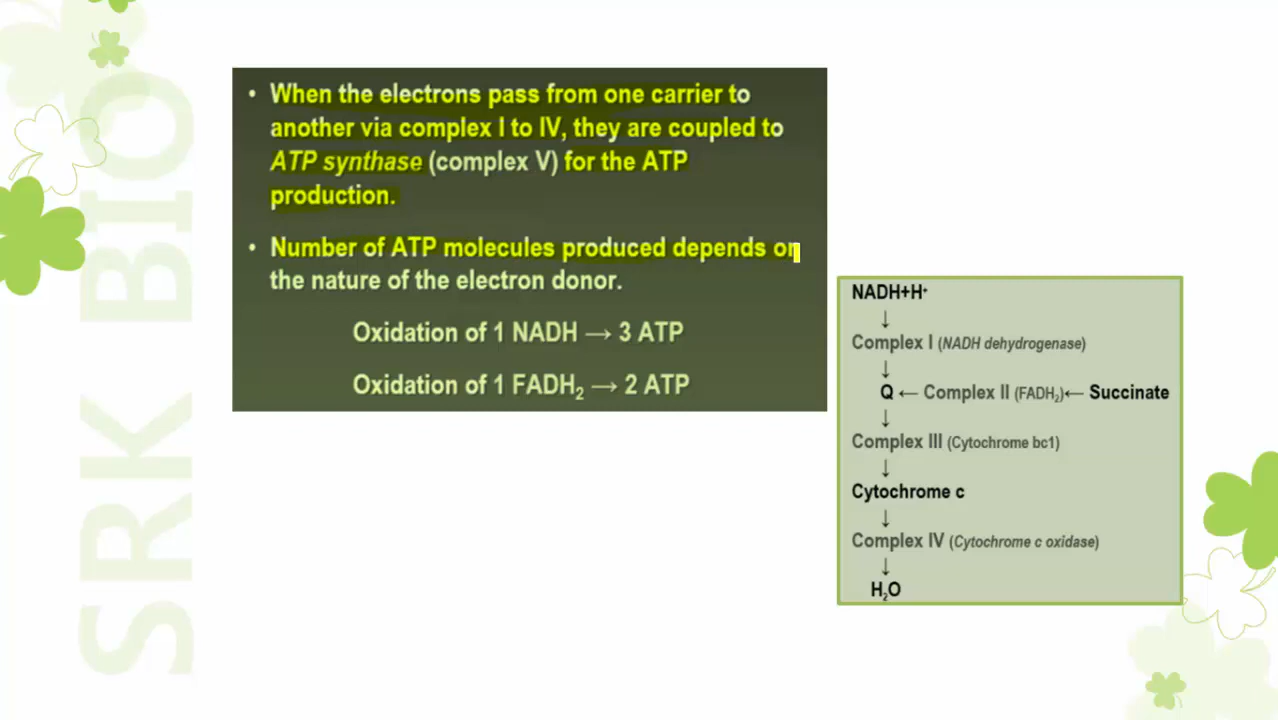 SRK BIO
• When the electrons pass from one carrier to
another via complex I to IV, they are coupled to
ATP synthase (complex V) for the ATP
production.
• Number of ATP molecules produced depends on
the nature of the electron donor.
Oxidation of 1 NADH → 3 ATP
Oxidation of 1 FADH₂ → 2 ATP
NADH+H⁺
↓
Complex I (NADH dehydrogenase)
↓
Q ← Complex II (FADH₂)← Succinate
↓
Complex III (Cytochrome bc1)
↓
Cytochrome c
↓
Complex IV (Cytochrome c oxidase)
↓
H₂O